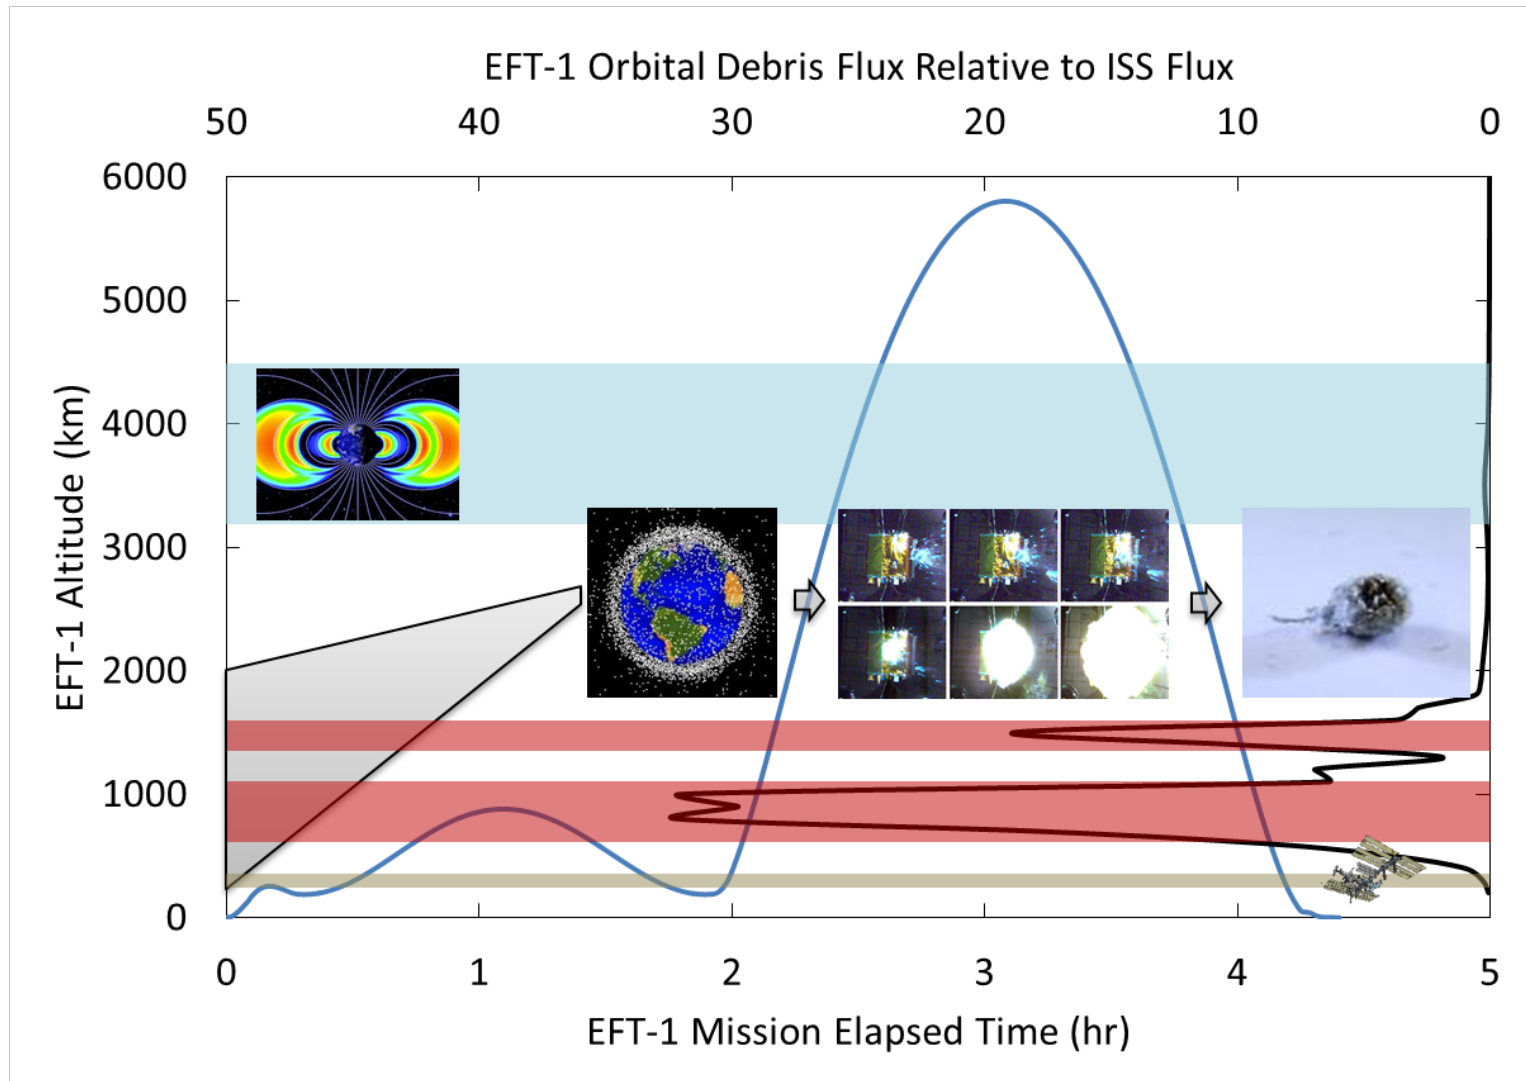 EFT-1 Orbital Debris Flux Relative to ISS Flux
50 40 30 20 10 0
6000
5000
4000
3000
2000
1000
0
EFT-1 Altitude (km)
0 1 2 3 4 5
EFT-1 Mission Elapsed Time (hr)